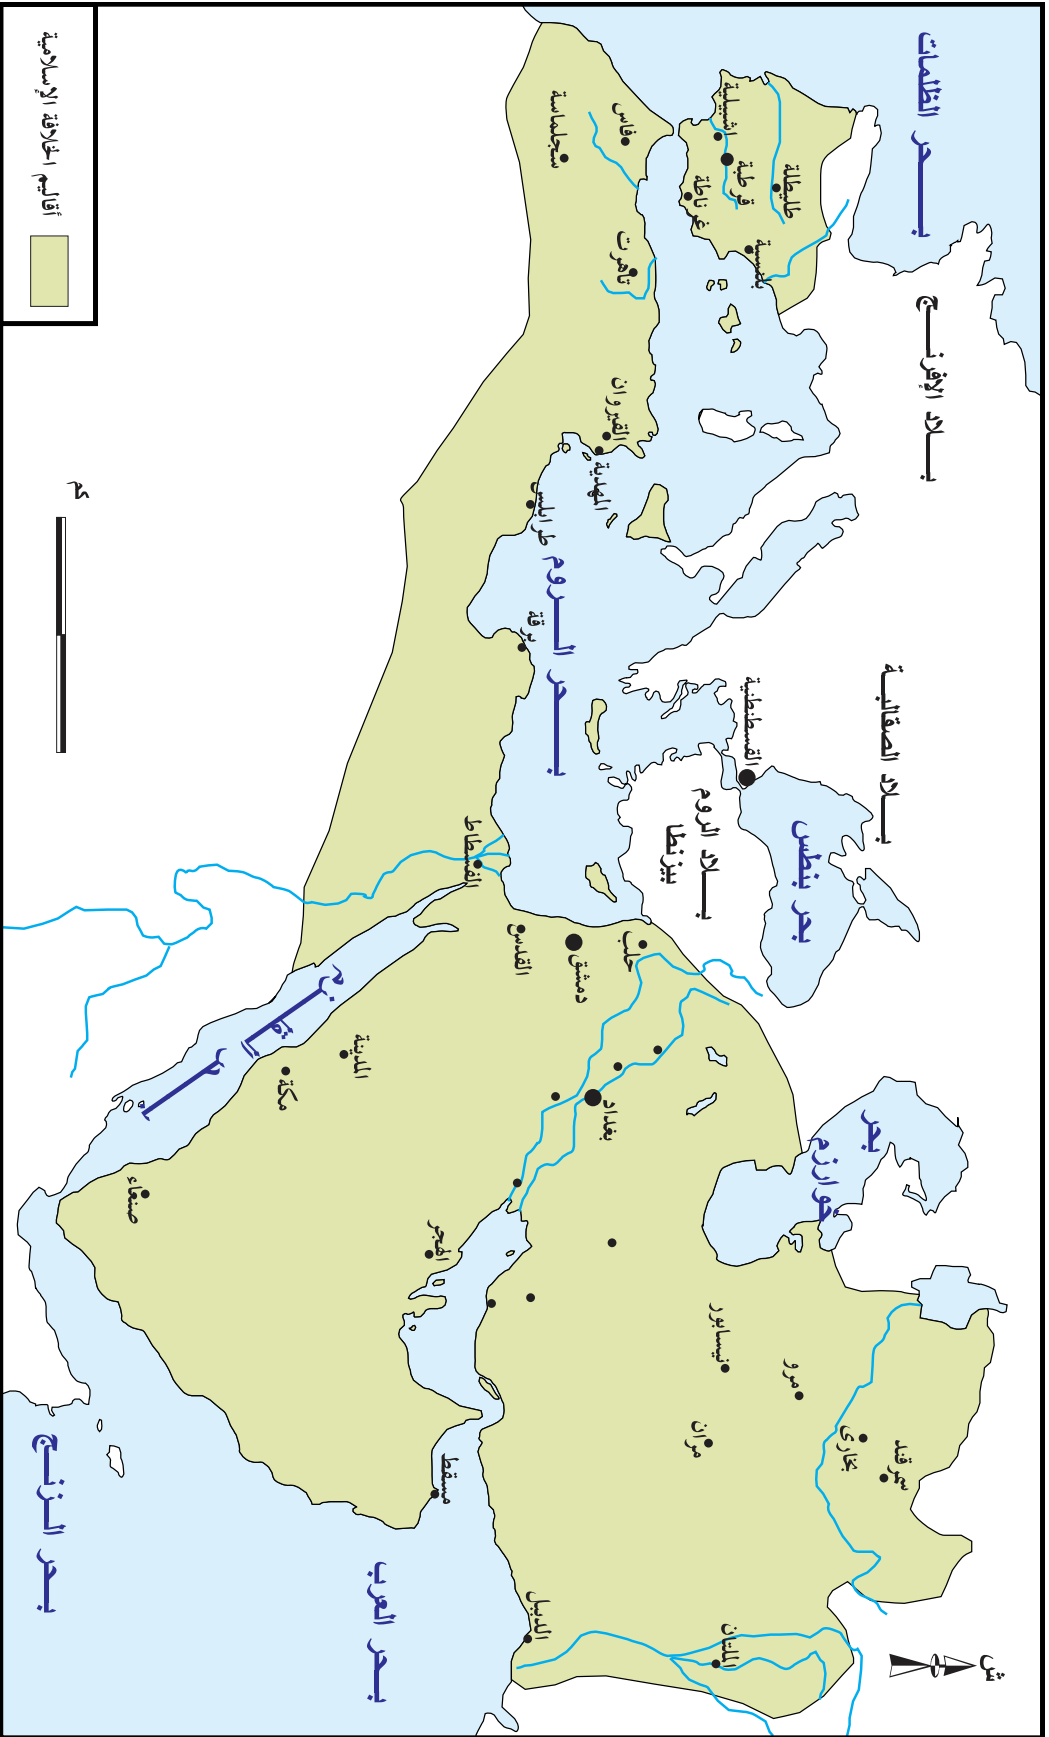 بحر الظلمات
بلاد الإفرنج
بلاد الصقالبة
القسطنطينية
بحر بنطس
بلاد الروم
بيزنطا
بحر
خوارزم
ش
طليطلة
اشبيلية
قرطبة
غرناطة
بلنسية
فاس
سجلماسة
تاهرت
القيروان
المهدية
طرابلس
بحر الروم
برقة
الفسطاط
حلب
دمشق
القدس
بغداد
سمرقند
بخارى
مرو
نيسابور
مران
الملتان
الديبل
المدينة
مكة
بحر القلزم
صنعاء
الهجر
مسقط
بحر العرب
بحر الزنج
كم
أقاليم الخلافة الإسلامية